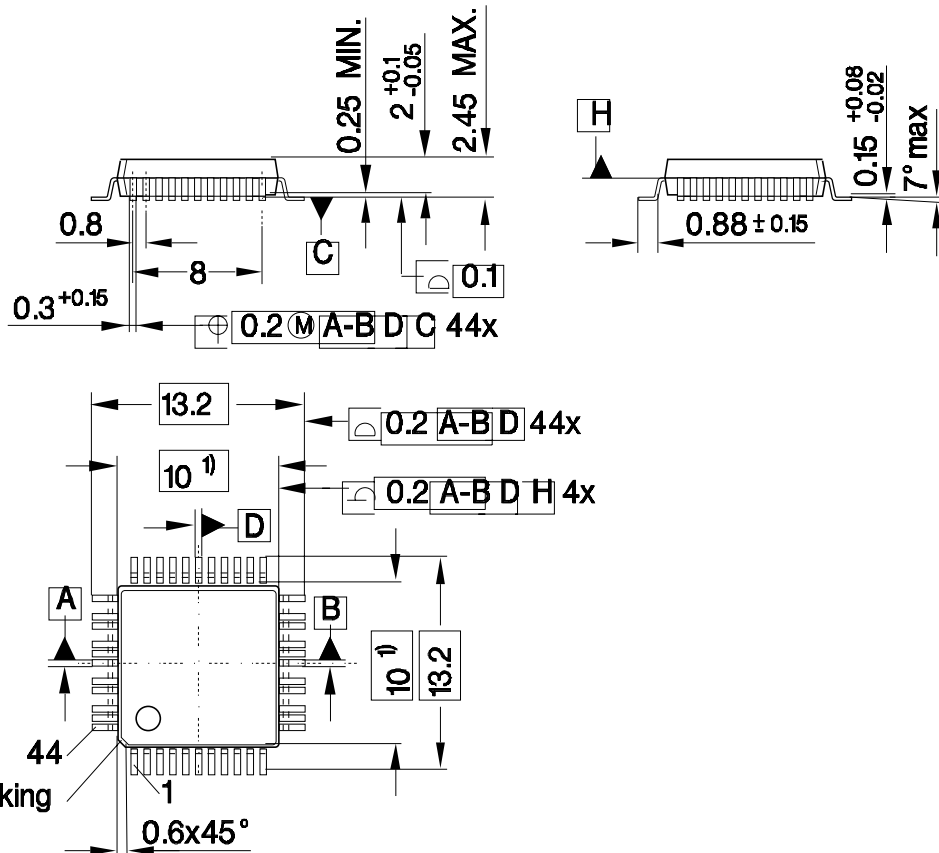 0.25 MIN.
2 +0.1 -0.05
2.45 MAX.
H
0.15 +0.08 -0.02
7° max
0.8
8
C
0.1
0.88 ± 0.15
0.3 +0.15
0.2 Ⓜ A-B D C 44x
13.2
0.2 A-B D 44x
10 1)
0.2 A-B D H 4x
D
A
B
10 1)
13.2
44
king
1
0.6x45°